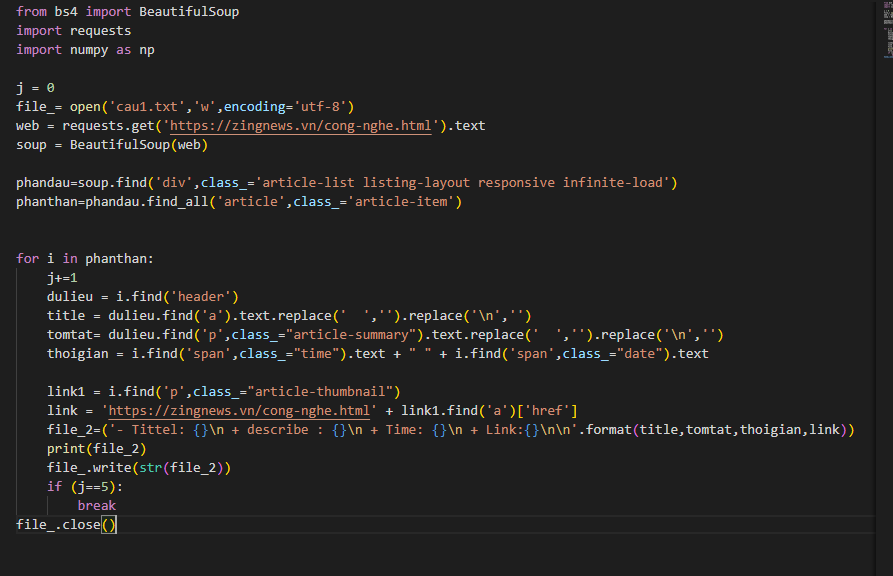 from bs4 import BeautifulSoup
import requests
import numpy as np
j = 0
file_= open('cau1.txt','w',encoding='utf-8')
web = requests.get('https://zingnews.vn/cong-nghe.html').text
soup = BeautifulSoup(web)
phandau=soup.find('div',class_='article-list listing-layout responsive infinite-load')
phanthan=phandau.find_all('article',class_='article-item')
for i in phanthan:
    j+=1
    dulieu = i.find('header')
    title = dulieu.find('a').text.replace('  ','').replace('\n','')
    tomtat= dulieu.find('p',class_="article-summary").text.replace('  ','').replace('\n','')
    thoigian = i.find('span',class_="time").text + " " + i.find('span',class_="date").text
    link1 = i.find('p',class_="article-thumbnail")
    link = 'https://zingnews.vn/cong-nghe.html' + link1.find('a')['href']
    file_2=('- Tittel: {}\n + describe : {}\n + Time: {}\n + Link:{}\n\n'.format(title,tomtat,thoigian,link))
    print(file_2)
    file_.write(str(file_2))
    if (j==5):
        break
file_.close()